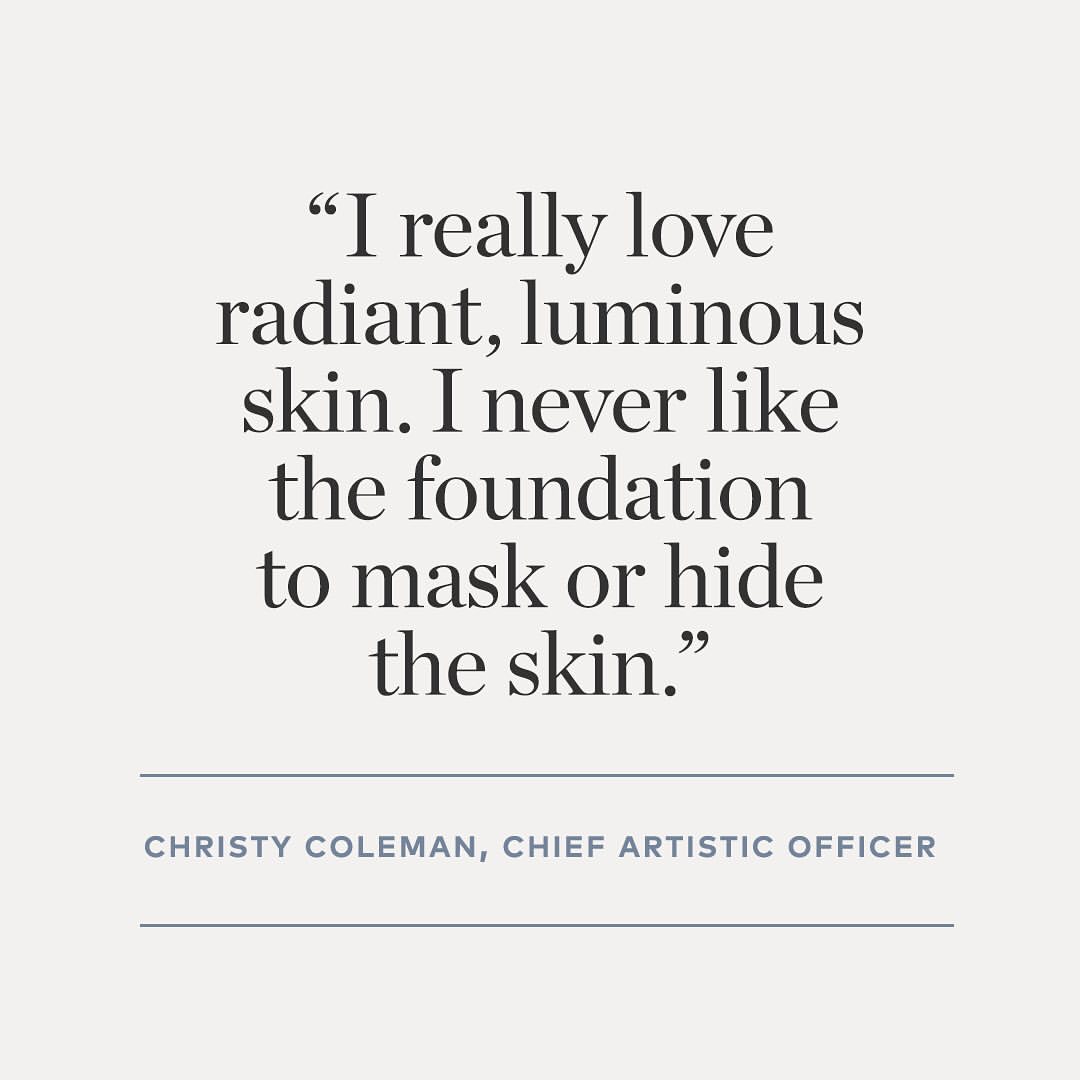 “I really love
radiant, luminous
skin. I never like
the foundation
to mask or hide
the skin.”
CHRISTY COLEMAN, CHIEF ARTISTIC OFFICER